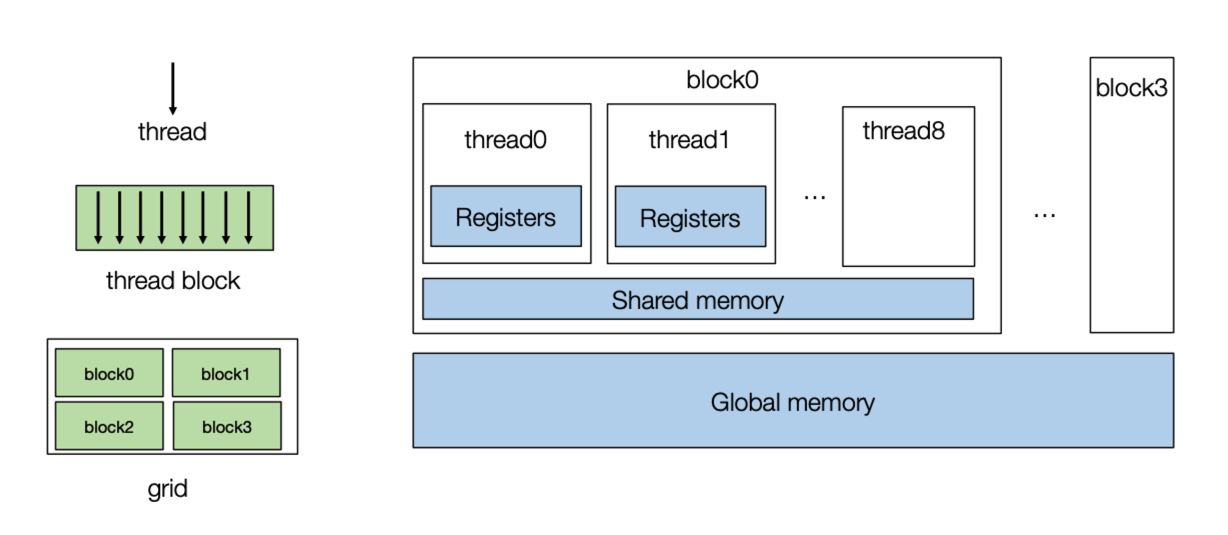 thread
thread block
block0
block1
block2
block3
grid
block0
thread0
Registers
thread1
Registers
...
thread8
Shared memory
...
block3
Global memory